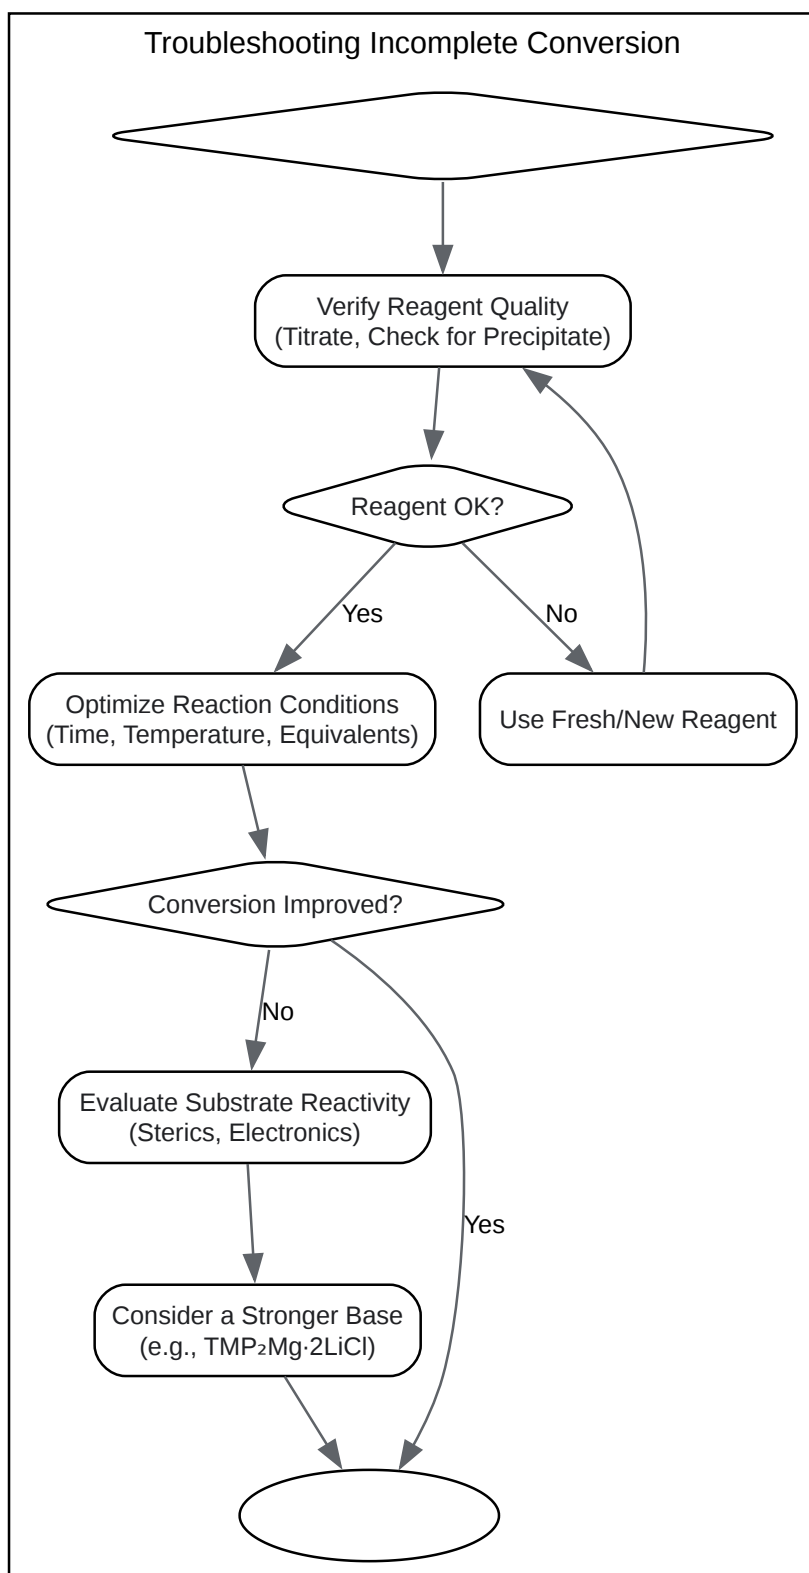 Troubleshooting Incomplete Conversion
Verify Reagent Quality
(Titrate, Check for Precipitate)
Reagent OK?
Yes
No
Optimize Reaction Conditions
(Time, Temperature, Equivalents)
Use Fresh/New Reagent
Conversion Improved?
No
Evaluate Substrate Reactivity
(Sterics, Electronics)
Yes
Consider a Stronger Base
(e.g., TMP₂Mg·2LiCl)